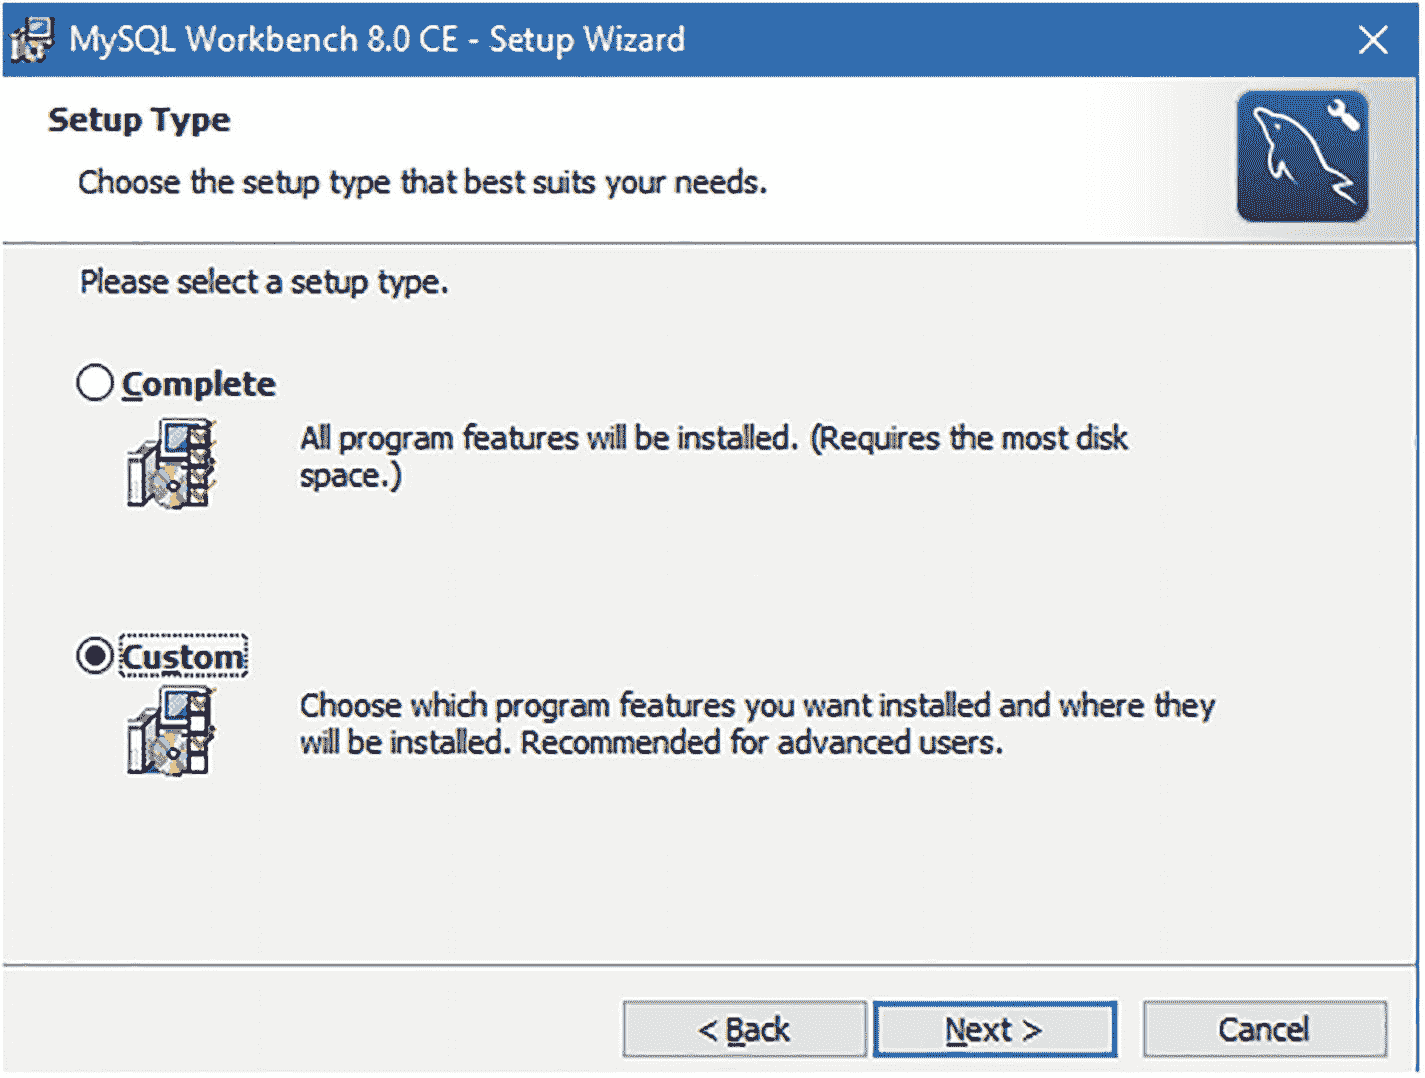 MySQL Workbench 8.0 CE - Setup Wizard
Setup Type
Choose the setup type that best suits your needs.
Please select a setup type.
Complete
All program features will be installed. (Requires the most disk
space.)
Custom
Choose which program features you want installed and where they
will be installed. Recommended for advanced users.
< Back
Next >
Cancel